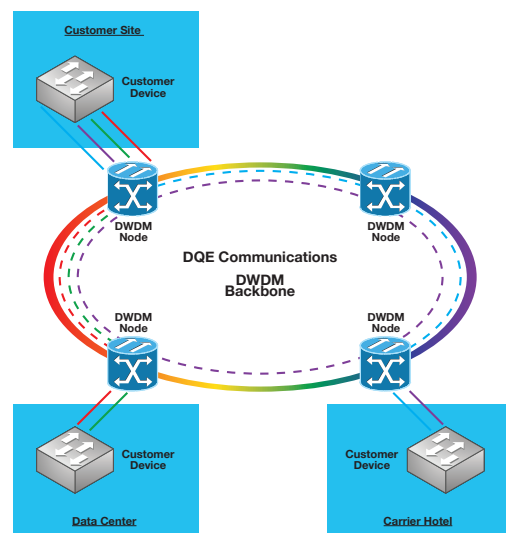 Customer Site
Customer
Device
DWDM
Node
DWDM
Node
DQE Communications
DWDM
Backbone
DWDM
Node
DWDM
Node
Customer
Device
Data Center
Customer
Device
Carrier Hotel